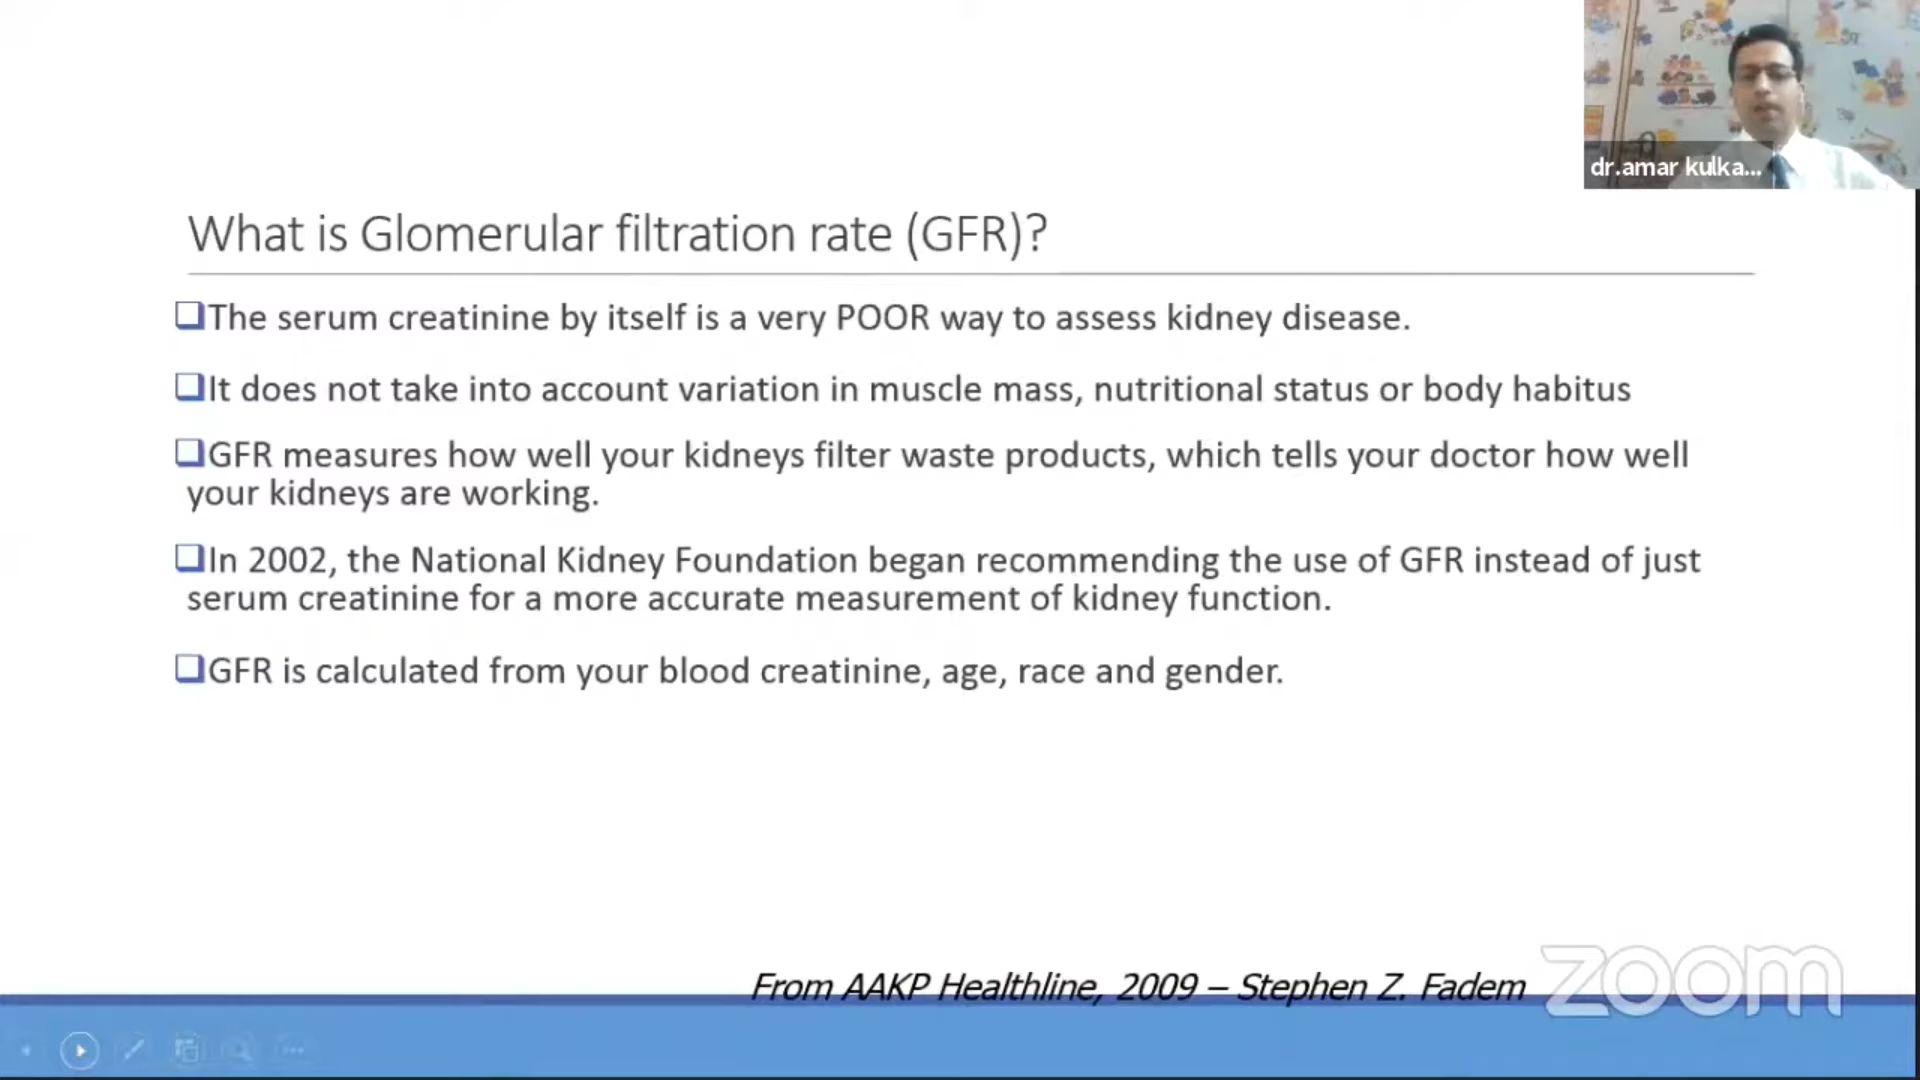 dr.amar kulka...
What is Glomerular filtration rate (GFR)?
The serum creatinine by itself is a very POOR way to assess kidney disease.
It does not take into account variation in muscle mass, nutritional status or body habitus
GFR measures how well your kidneys filter waste products, which tells your doctor how well
your kidneys are working.
In 2002, the National Kidney Foundation began recommending the use of GFR instead of just
serum creatinine for a more accurate measurement of kidney function.
GFR is calculated from your blood creatinine, age, race and gender.
From AAKP Healthline, 2009 – Stephen Z. Fadem
zoom